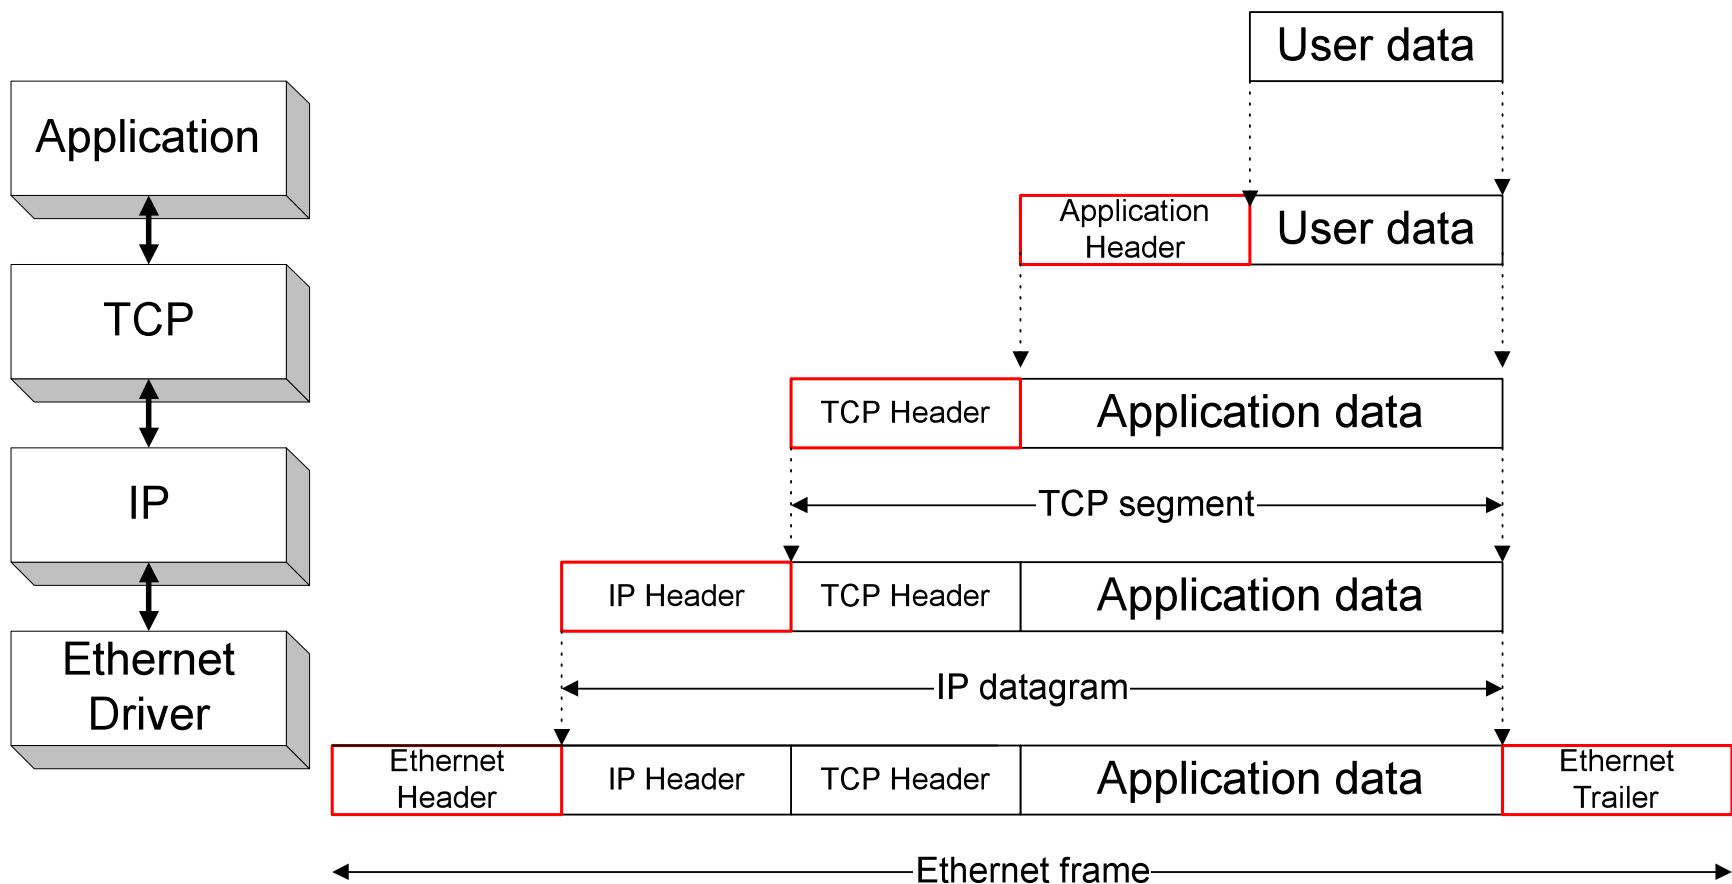 User data
Application
Application
Header
User data
TCP
TCP Header
Application data
IP
TCP segment
IP Header
TCP Header
Application data
Ethernet
Driver
IP datagram
Ethernet
Header
IP Header
TCP Header
Application data
Ethernet
Trailer
Ethernet frame